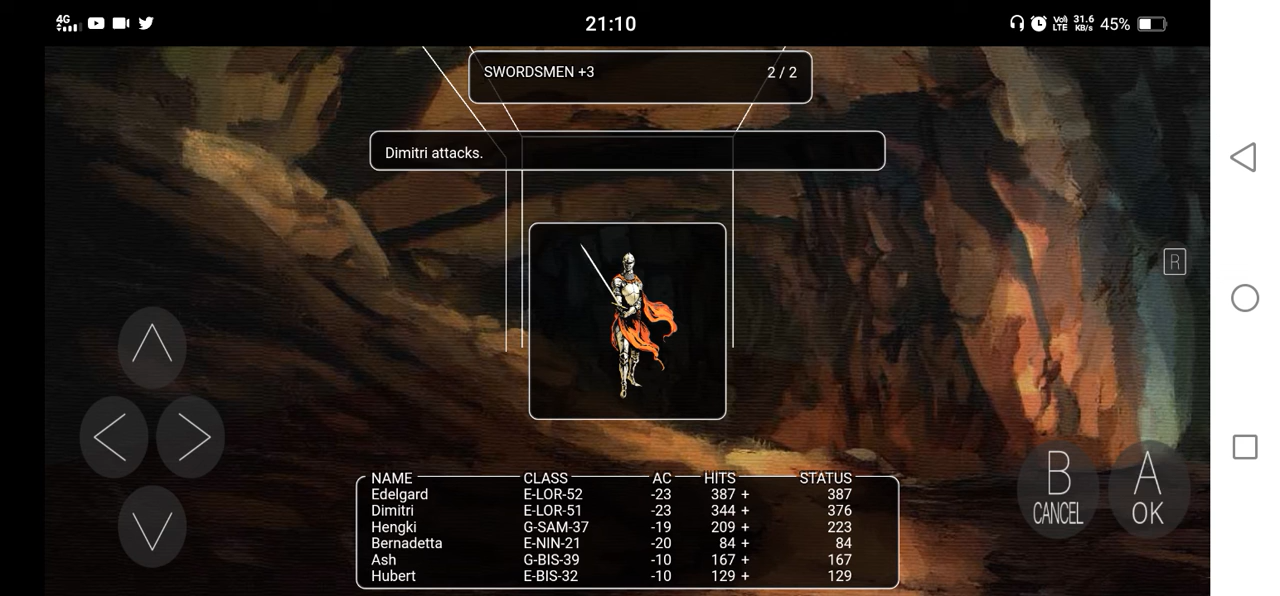 4G 21:10 Vo) LTE 31.6 KB/s 45%
SWORDSMEN +3 2 / 2
Dimitri attacks.
R
NAME CLASS AC HITS STATUS
Edelgard E-LOR-52 -23 387 + 387
Dimitri E-LOR-51 -23 344 + 376
Hengki G-SAM-37 -19 209 + 223
Bernadetta E-NIN-21 -20 84 + 84
Ash G-BIS-39 -10 167 + 167
Hubert E-BIS-32 -10 129 + 129
B CANCEL
A OK